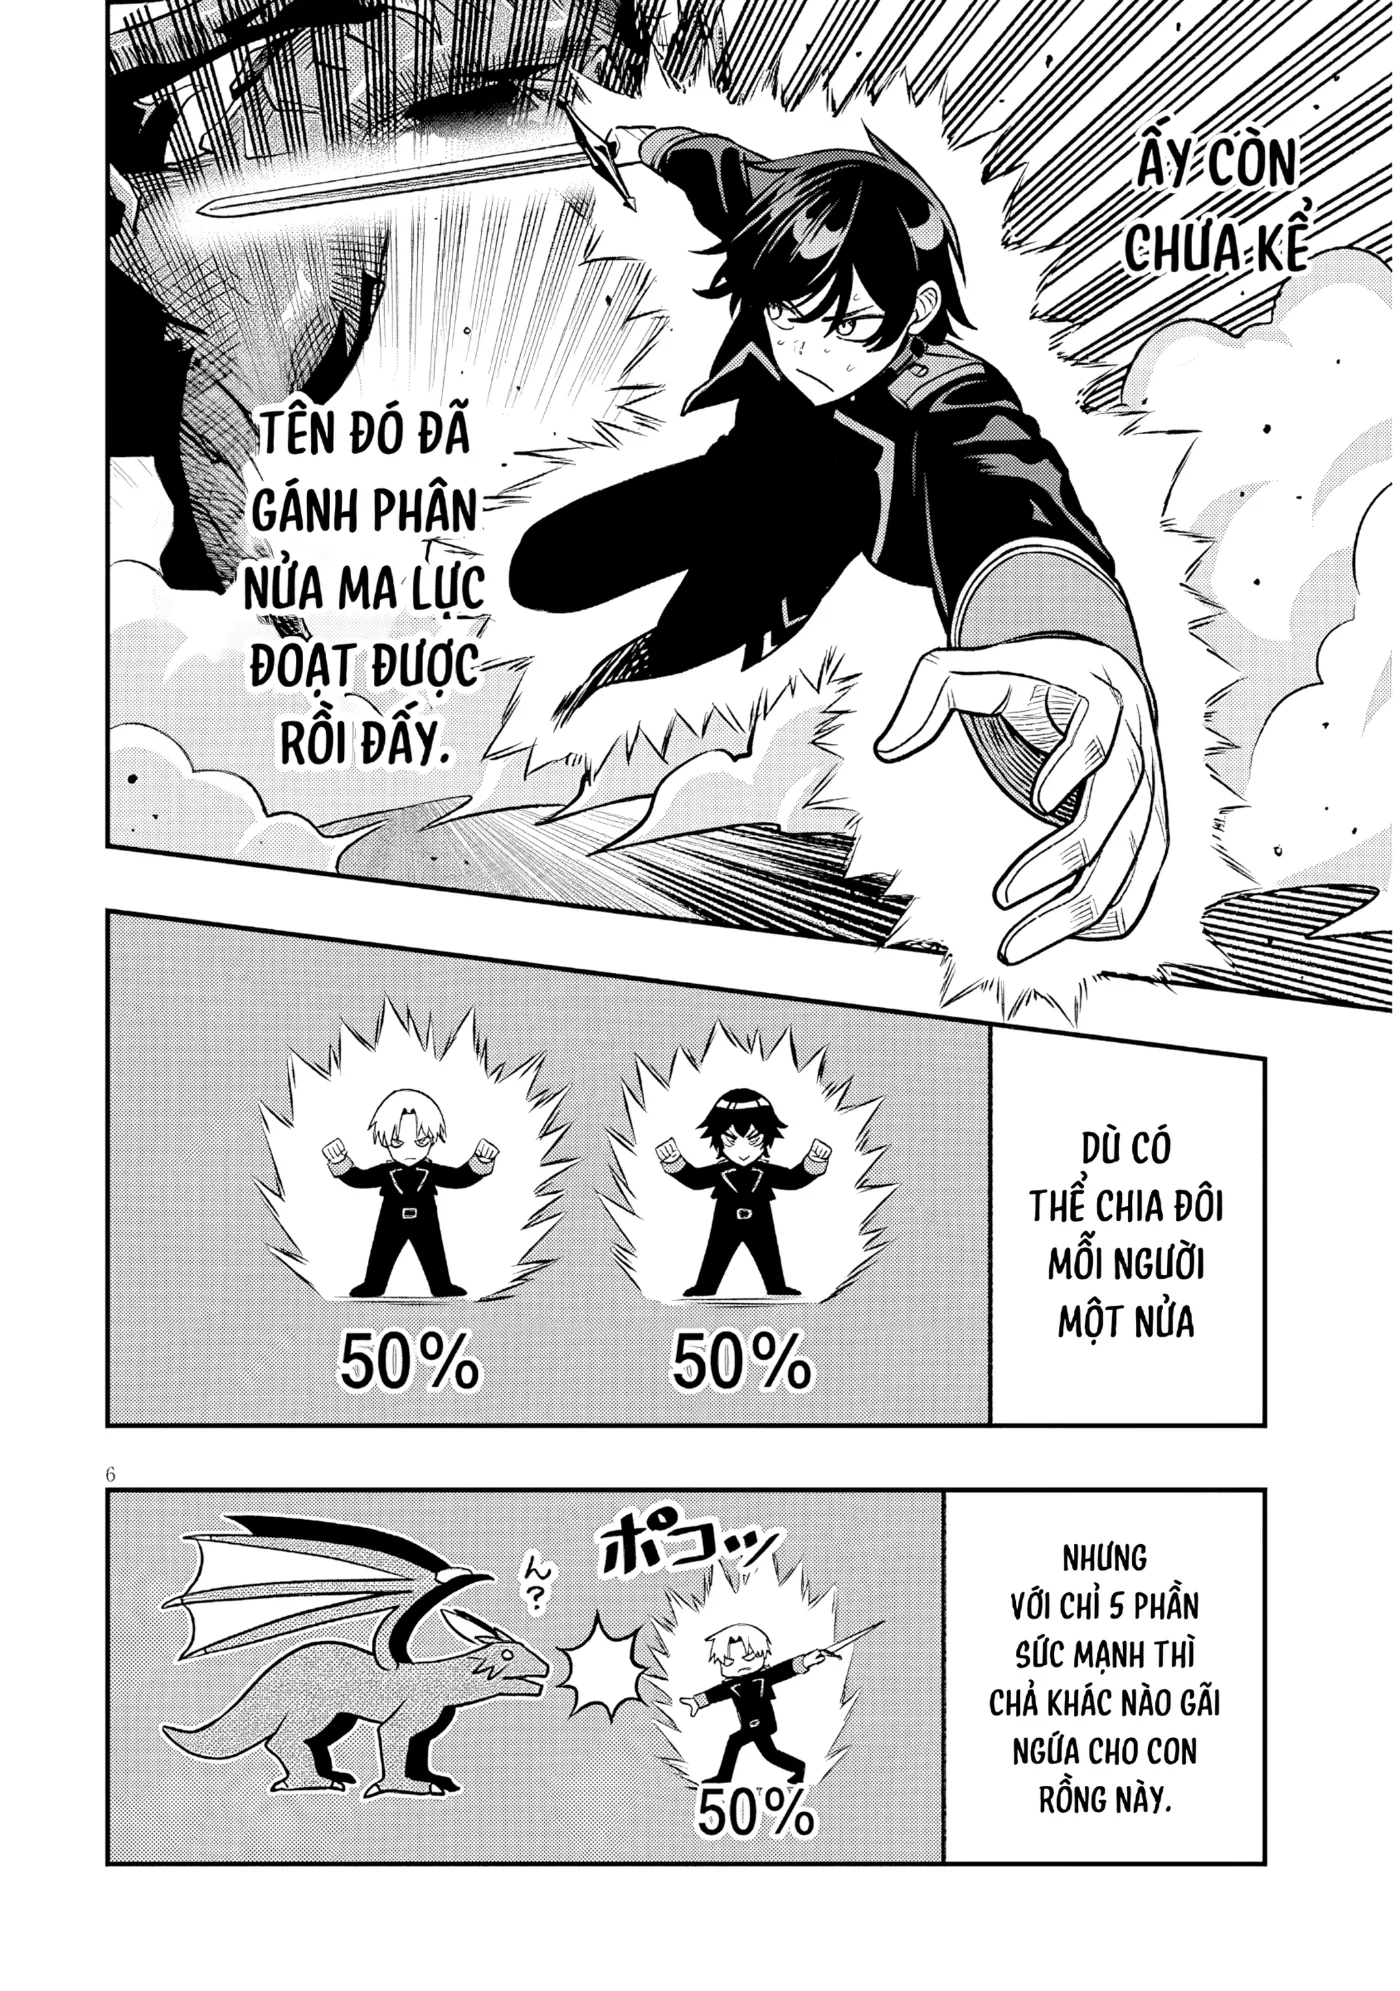 ẤY CÒN
CHƯA KỂ
TÊN ĐÓ ĐÃ
GÁNH PHÂN
NỬA MA LỰC
ĐOẠT ĐƯỢC
RỒI ĐẤY.
DÙ CÓ
THỂ CHIA ĐÔI
MỖI NGƯỜI
MỘT NỬA
50%
50%
6
NHƯNG
VỚI CHỈ 5 PHẦN
SỨC MẠNH THÌ
CHẢ KHÁC NÀO GÃI
NGỨA CHO CON
RỒNG NÀY.
ポコッ
ん?
50%